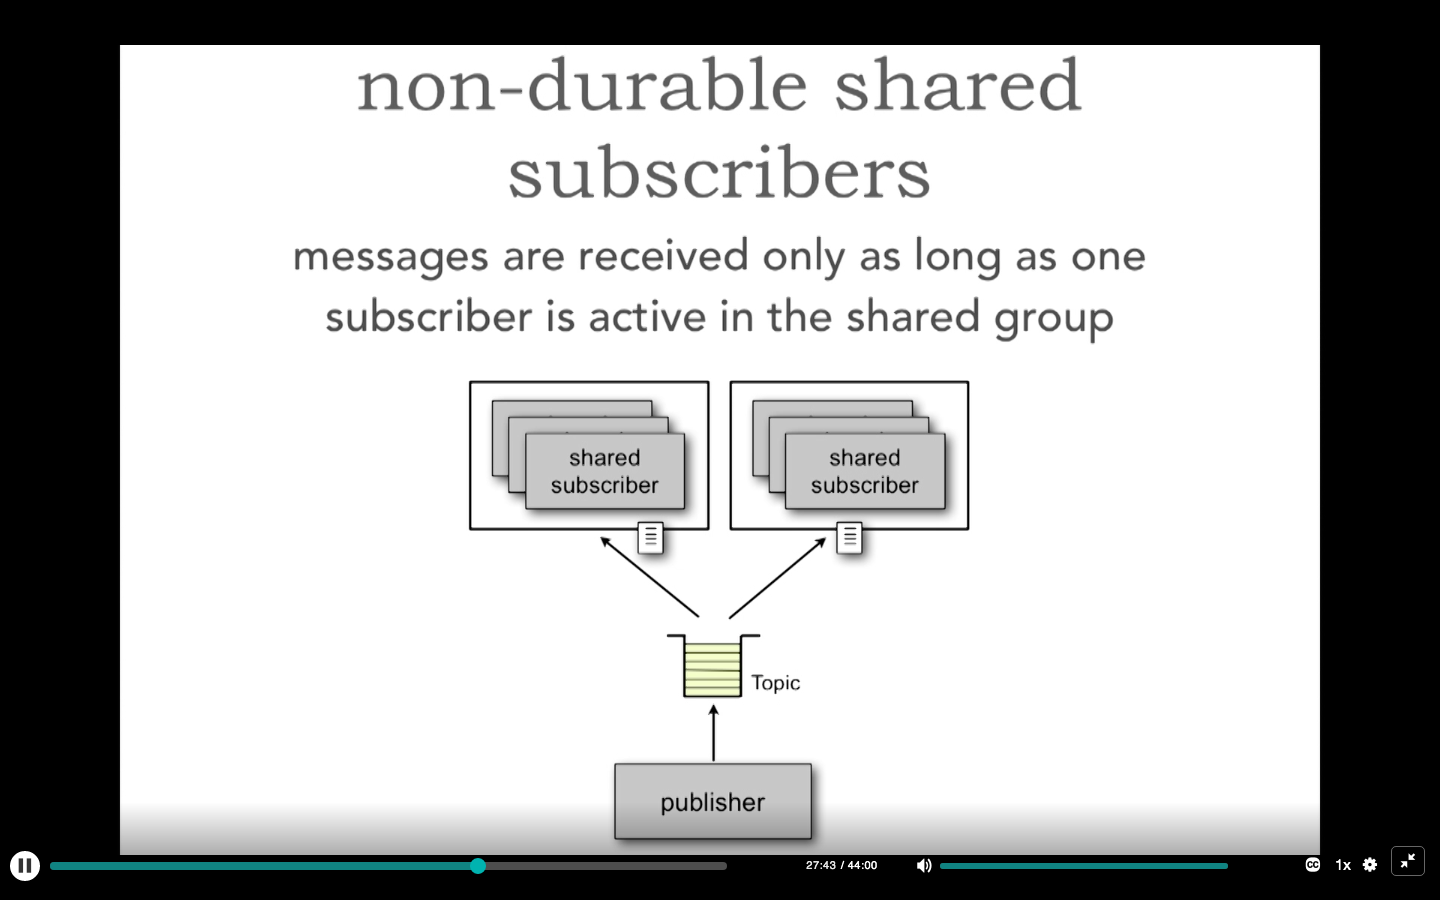 non-durable shared
subscribers
messages are received only as long as one
subscriber is active in the shared group
shared
subscriber
shared
subscriber
Topic
publisher
27:43 / 44:00
CC
1x